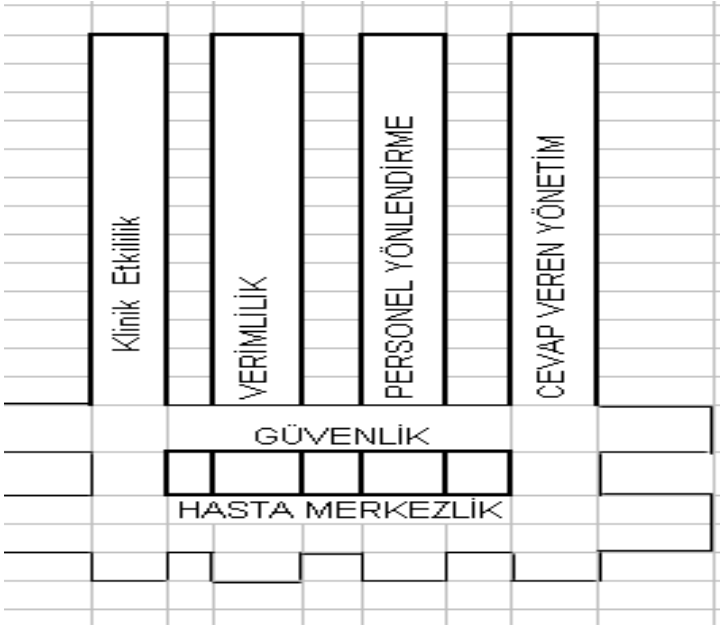 Klinik Etkililik
VERİMLİLİK
PERSONEL YÖNLENDİRME
CEVAP VEREN YÖNETİM
GÜVENLİK
HASTA MERKEZLİK